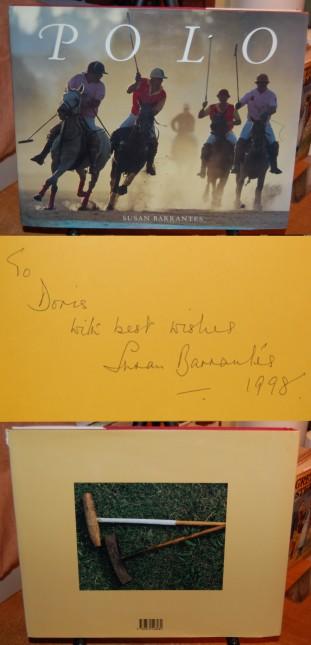 POLO
SUSAN BARRANTES
To
Doris
with best wishes
Susan Barrantes
1998